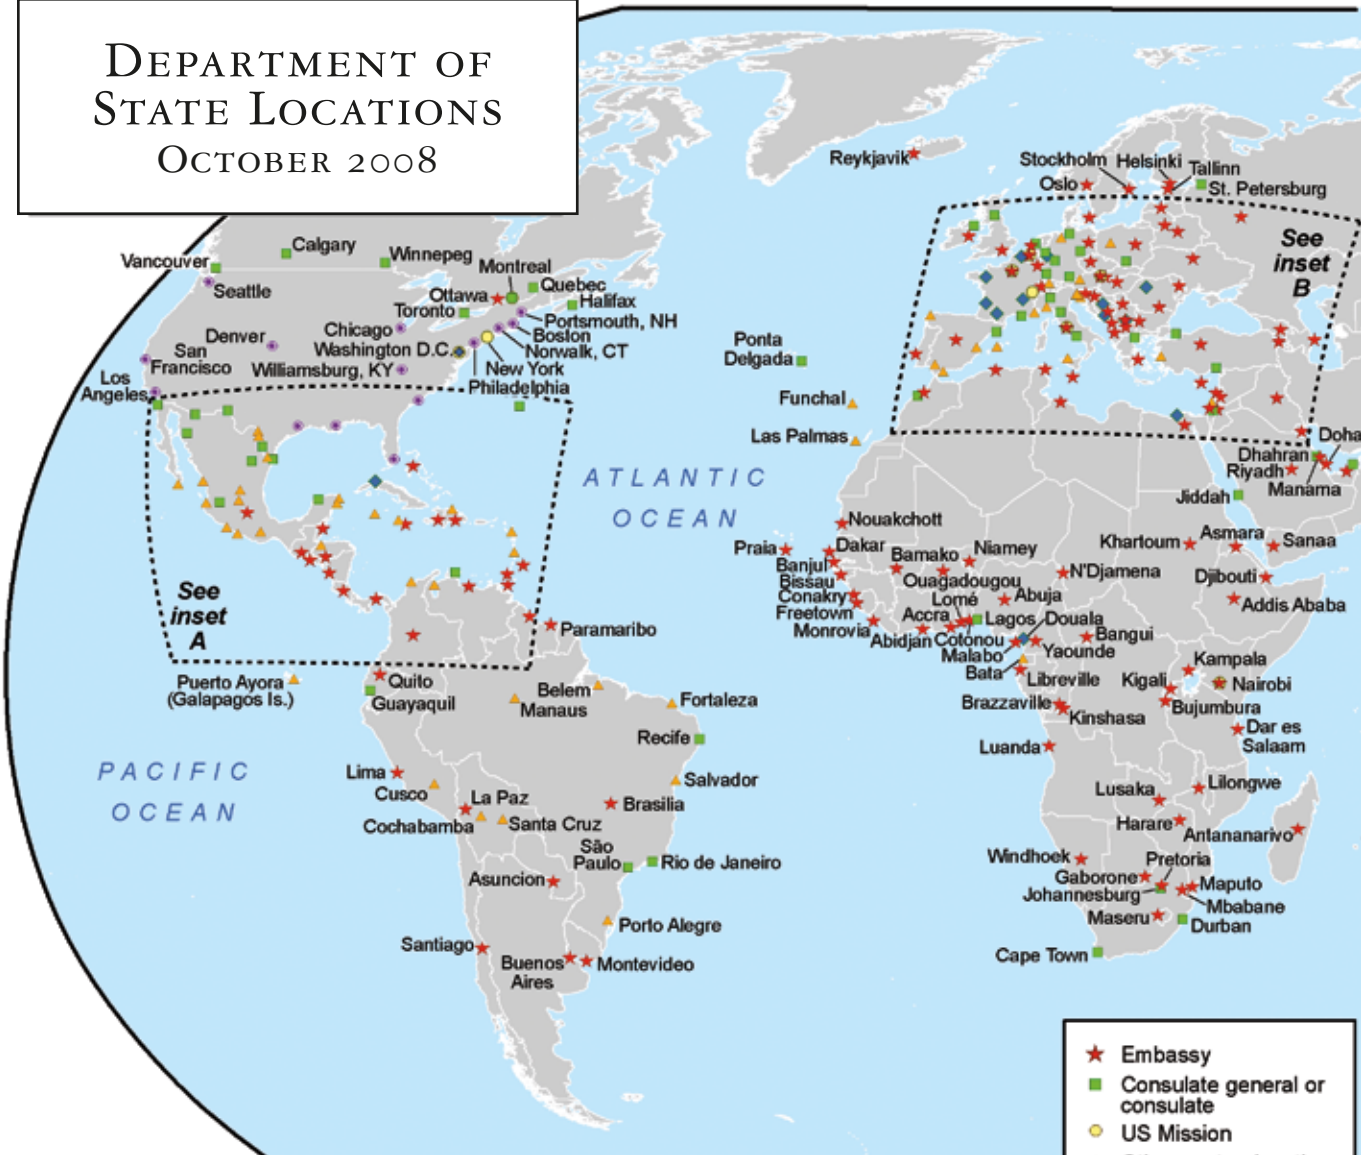 DEPARTMENT OF
STATE LOCATIONS
OCTOBER 2008
Reykjavik
Stockholm
Helsinki
Tallinn
Oslo
St. Petersburg
See
inset
B
Calgary
Vancouver
Winnepeg
Montreal
Seattle
Ottawa
Quebec
Toronto
Halifax
Portsmouth, NH
Chicago
Denver
Boston
Washington D.C.
Norwalk, CT
San
Francisco
Williamsburg, KY
New York
Philadelphia
Los
Angeles
Ponta
Delgada
Funchal
Las Palmas
ATLANTIC
OCEAN
Doha
Dhahran
Riyadh
Manama
Jiddah
Nouakchott
Praia
Dakar
Banjul
Bissau
Conakry
Freetown
Monrovia
Bamako
Niamey
Ouagadougou
Lomé
Abuja
Accra
Lagos
Douala
Abidjan
Cotonou
Malabo
Yaounde
Bata
Libreville
N'Djamena
Bangui
Khartoum
Asmara
Sanaa
Djibouti
Addis Ababa
Kampala
Kigali
Nairobi
Bujumbura
Brazzaville
Kinshasa
Dar es
Salaam
Luanda
Lusaka
Lilongwe
Harare
Antananarivo
Windhoek
Pretoria
Gaborone
Johannesburg
Maputo
Mbabane
Maseru
Durban
Cape Town
See
inset
A
Paramaribo
Puerto Ayora
(Galapagos Is.)
Quito
Guayaquil
Belem
Manaus
Fortaleza
Recife
PACIFIC
OCEAN
Lima
Cusco
La Paz
Salvador
Brasilia
Cochabamba
Santa Cruz
São
Paulo
Rio de Janeiro
Asuncion
Porto Alegre
Santiago
Buenos
Aires
Montevideo
Embassy
Consulate general or
consulate
US Mission